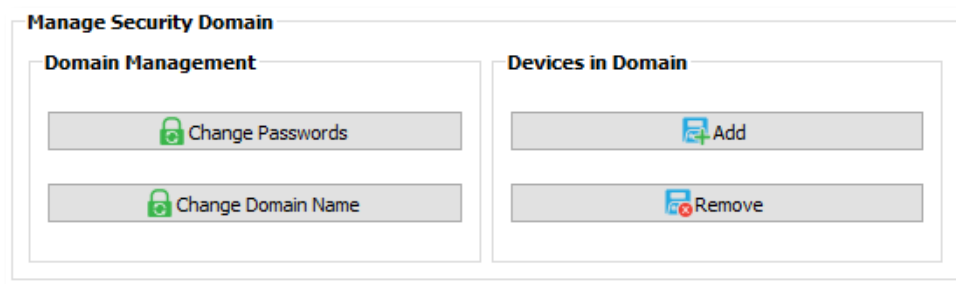 Manage Security Domain
Domain Management
Change Passwords
Change Domain Name
Devices in Domain
Add
Remove